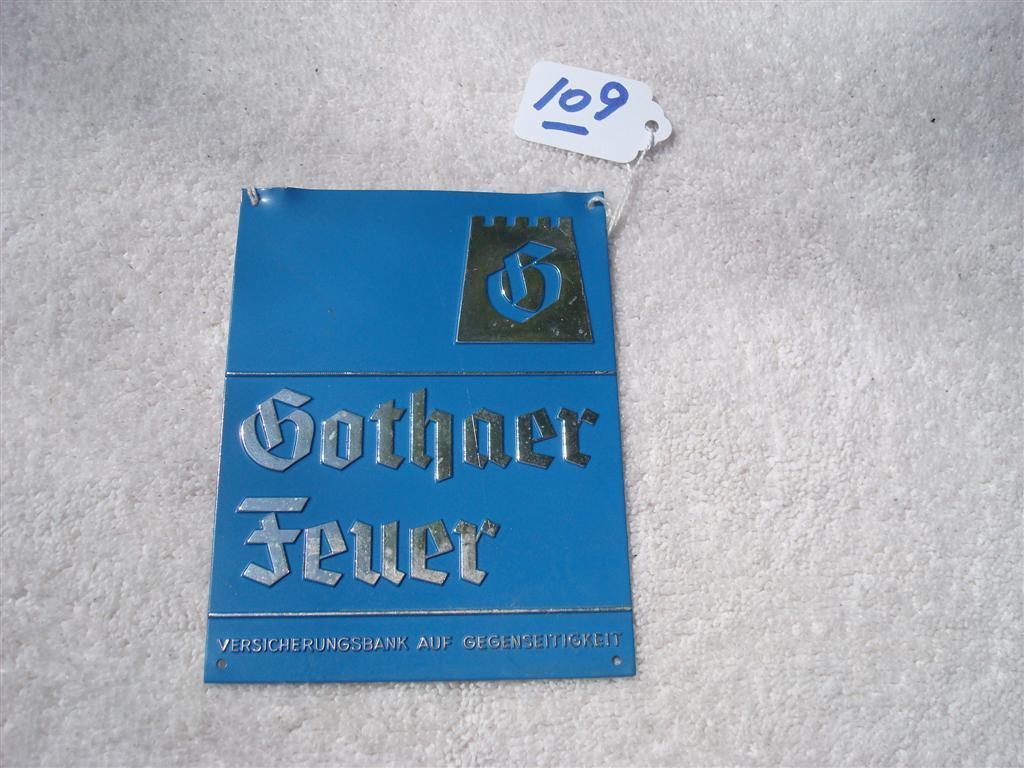 109
G
Gothaer
Feuer
VERSICHERUNGSBANK AUF GEGENSEITIGKEIT